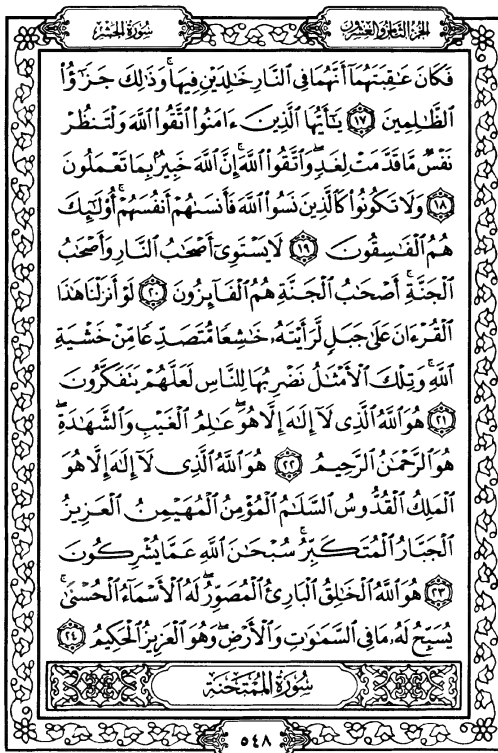 الجزء الثامن والعشرون
سورة الحشر
فَكَانَ عَـٰقِبَتَهُمَآ أَنَّهُمَا فِى ٱلنَّارِ خَـٰلِدَيْنِ فِيهَا ۚ وَذَٰلِكَ جَزَٰٓؤُا۟
ٱلظَّـٰلِمِينَ ١٧ يَـٰٓأَيُّهَا ٱلَّذِينَ ءَامَنُوا۟ ٱتَّقُوا۟ ٱللَّهَ وَلْتَنظُرْ
نَفْسٌ مَّا قَدَّمَتْ لِغَدٍ ۖ وَٱتَّقُوا۟ ٱللَّهَ ۚ إِنَّ ٱللَّهَ خَبِيرٌۢ بِمَا تَعْمَلُونَ
١٨ وَلَا تَكُونُوا۟ كَٱلَّذِينَ نَسُوا۟ ٱللَّهَ فَأَنسَىٰهُمْ أَنفُسَهُمْ ۚ أُو۟لَـٰٓئِكَ
هُمُ ٱلْفَـٰسِقُونَ ١٩ لَا يَسْتَوِىٓ أَصْحَـٰبُ ٱلنَّارِ وَأَصْحَـٰبُ
ٱلْجَنَّةِ ۚ أَصْحَـٰبُ ٱلْجَنَّةِ هُمُ ٱلْفَآئِزُونَ ٢٠ لَوْ أَنزَلْنَا هَـٰذَا
ٱلْقُرْءَانَ عَلَىٰ جَبَلٍ لَّرَأَيْتَهُۥ خَـٰشِعًا مُّتَصَدِّعًا مِّنْ خَشْيَةِ
ٱللَّهِ ۚ وَتِلْكَ ٱلْأَمْثَـٰلُ نَضْرِبُهَا لِلنَّاسِ لَعَلَّهُمْ يَتَفَكَّرُونَ
٢١ هُوَ ٱللَّهُ ٱلَّذِى لَآ إِلَـٰهَ إِلَّا هُوَ ۖ عَـٰلِمُ ٱلْغَيْبِ وَٱلشَّهَـٰدَةِ ۖ
هُوَ ٱلرَّحْمَـٰنُ ٱلرَّحِيمُ ٢٢ هُوَ ٱللَّهُ ٱلَّذِى لَآ إِلَـٰهَ إِلَّا هُوَ
ٱلْمَلِكُ ٱلْقُدُّوسُ ٱلسَّلَـٰمُ ٱلْمُؤْمِنُ ٱلْمُهَيْمِنُ ٱلْعَزِيزُ
ٱلْجَبَّارُ ٱلْمُتَكَبِّرُ ۚ سُبْحَـٰنَ ٱللَّهِ عَمَّا يُشْرِكُونَ
٢٣ هُوَ ٱللَّهُ ٱلْخَـٰلِقُ ٱلْبَارِئُ ٱلْمُصَوِّرُ ۖ لَهُ ٱلْأَسْمَآءُ ٱلْحُسْنَىٰ ۚ
يُسَبِّحُ لَهُۥ مَا فِى ٱلسَّمَـٰوَٰتِ وَٱلْأَرْضِ ۖ وَهُوَ ٱلْعَزِيزُ ٱلْحَكِيمُ ٢٤
سُورَةُ المُمْتَحنَةِ
٥٤٨